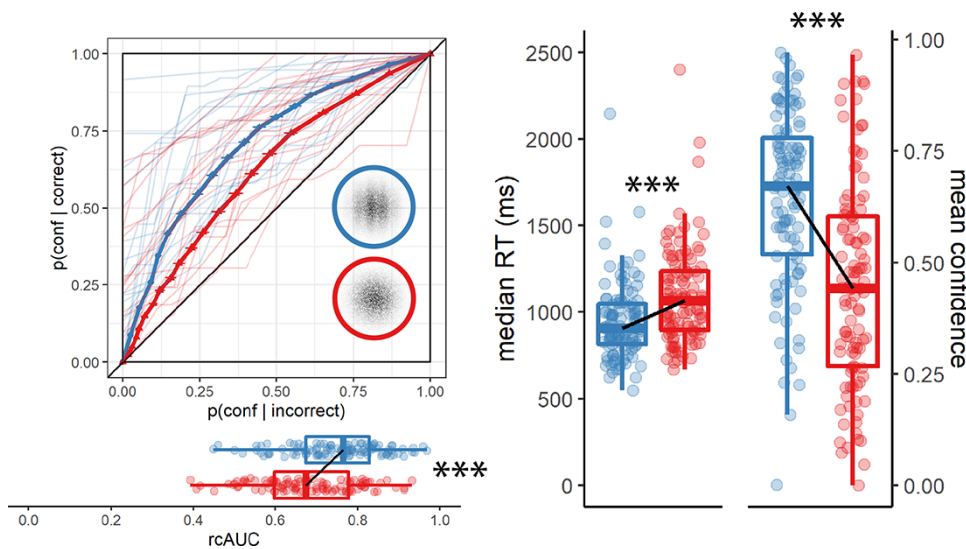 1.00
0.75
0.50
0.25
0.00
p(conf | correct)
0.00 0.25 0.50 0.75 1.00
p(conf | incorrect)
***
0.0 0.2 0.4 0.6 0.8 1.0
rcAUC
2500
2000
1500
1000
500
0
median RT (ms)
***
***
1.00
0.75
0.50
0.25
0.00
mean confidence